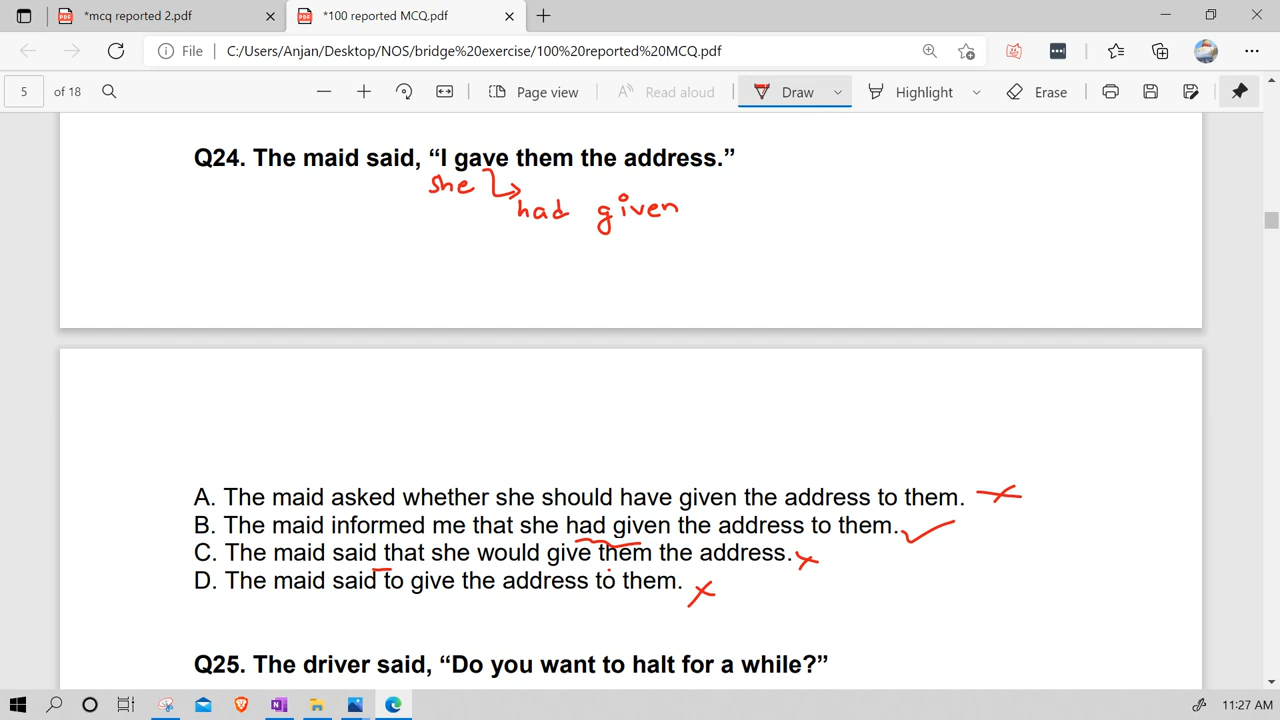 *mcq reported 2.pdf
*100 reported MCQ.pdf
File C:/Users/Anjan/Desktop/NOS/bridge%20exercise/100%20reported%20MCQ.pdf
5 of 18 Page view Read aloud Draw Highlight Erase
Q24. The maid said, “I gave them the address.”
she
had given
A. The maid asked whether she should have given the address to them.
B. The maid informed me that she had given the address to them.
C. The maid said that she would give them the address.
D. The maid said to give the address to them.
Q25. The driver said, “Do you want to halt for a while?”
11:27 AM